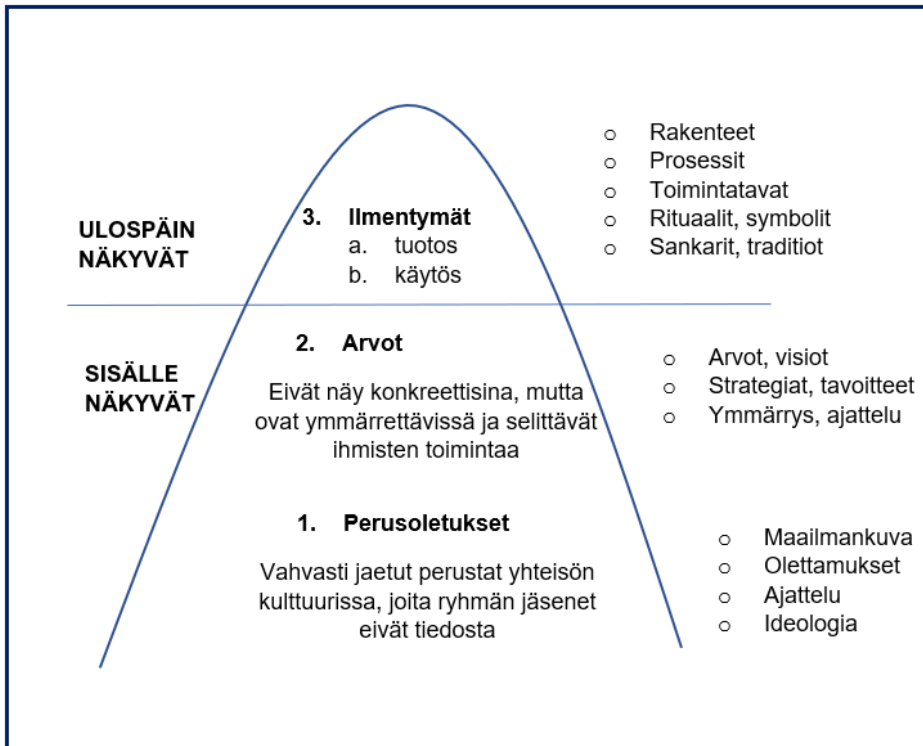 ULOSPÄIN
NÄKYVÄT
3. Ilmentymät
a. tuotos
b. käytös
o Rakenteet
o Prosessit
o Toimintatavat
o Rituaalit, symbolit
o Sankarit, traditiot
SISÄLLE
NÄKYVÄT
2. Arvot
Eivät näy konkreettisina, mutta
ovat ymmärrettävissä ja selittävät
ihmisten toimintaa
o Arvot, visiot
o Strategiat, tavoitteet
o Ymmärrys, ajattelu
1. Perusoletukset
Vahvasti jaetut perustat yhteisön
kulttuurissa, joita ryhmän jäsenet
eivät tiedosta
o Maailmankuva
o Olettamukset
o Ajattelu
o Ideologia